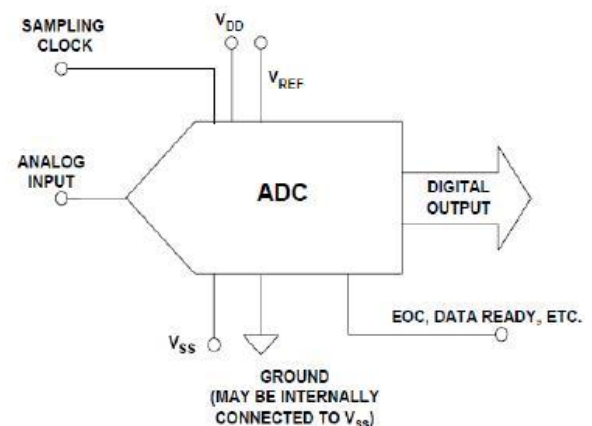 SAMPLING
CLOCK
VDD
VREF
ANALOG
INPUT
ADC
DIGITAL
OUTPUT
EOC, DATA READY, ETC.
VSS
GROUND
(MAY BE INTERNALLY
CONNECTED TO Vss)